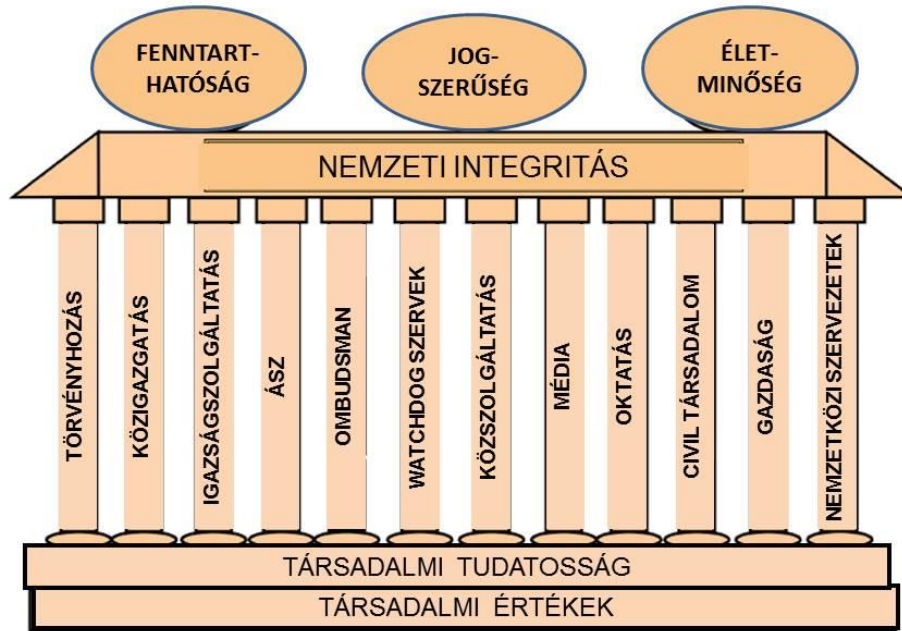 FENNTART-
HATÓSÁG
JOG-
SZERŰSÉG
ÉLET-
MINŐSÉG
NEMZETI INTEGRITÁS
TÖRVÉNYHOZÁS
KÖZIGAZGATÁS
IGAZSÁGSZOLGÁLTATÁS
ÁSZ
OMBUDSMAN
WATCHDOG SZERVEK
KÖZSZOLGÁLTATÁS
MÉDIA
OKTATÁS
CIVIL TÁRSADALOM
GAZDASÁG
NEMZETKÖZI SZERVEZETEK
TÁRSADALMI TUDATOSSÁG
TÁRSADALMI ÉRTÉKEK